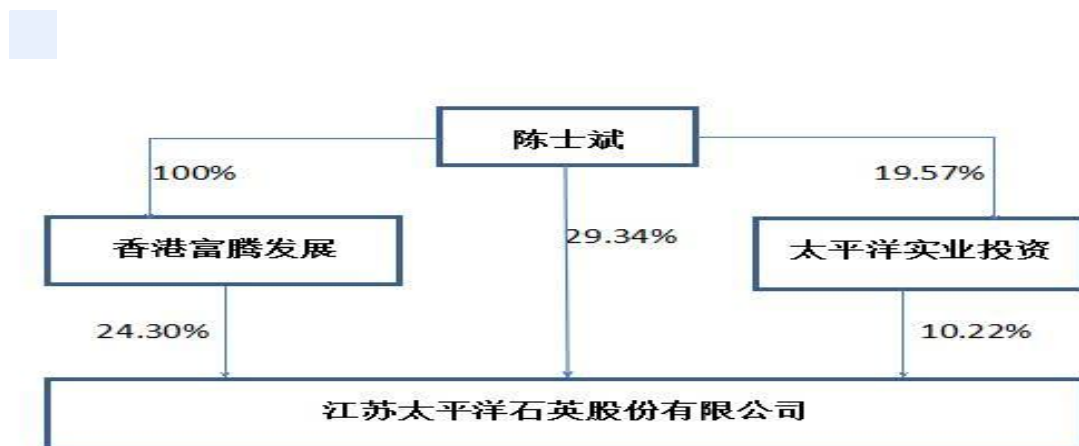 陈士斌
100%
19.57%
香港富腾发展
29.34%
太平洋实业投资
24.30%
10.22%
江苏太平洋石英股份有限公司